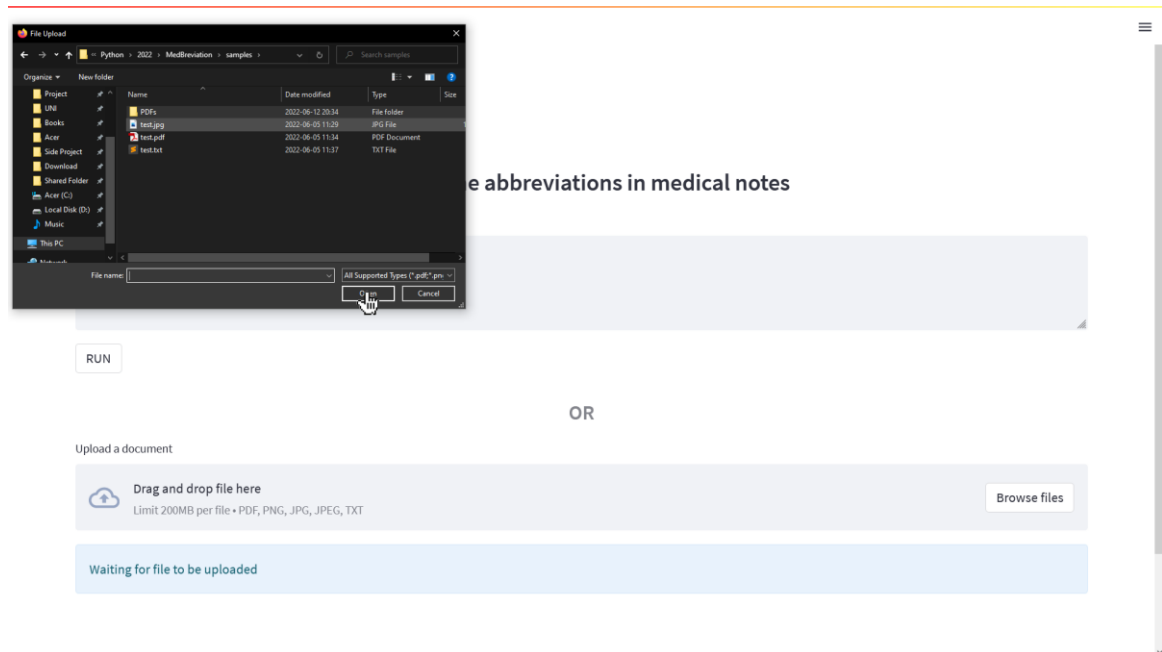 File Upload
Python › 2022 › MedBreviation › samples ›
Search samples
Organize
New folder
Name
Date modified
Type
Size
Project
UNI
Books
Acer
Side Project
Download
Shared Folder
Acer (C:)
Local Disk (D:)
Music
This PC
Network
PDFs 2022-06-12 20:34 File folder
test.jpg 2022-06-05 11:29 JPG File
test.pdf 2022-06-05 11:34 PDF Document
test.txt 2022-06-05 11:37 TXT File
File name:
All Supported Types (*.pdf;*.pn
Open
Cancel
e abbreviations in medical notes
RUN
OR
Upload a document
Drag and drop file here
Limit 200MB per file • PDF, PNG, JPG, JPEG, TXT
Browse files
Waiting for file to be uploaded